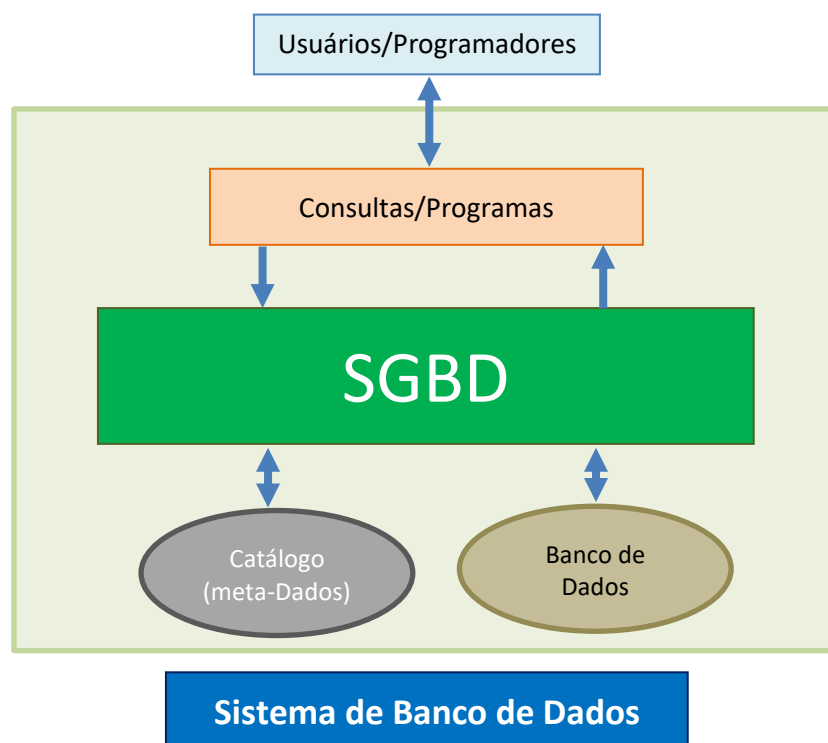 Usuários/Programadores
Consultas/Programas
SGBD
Catálogo
(meta-Dados)
Banco de
Dados
Sistema de Banco de Dados